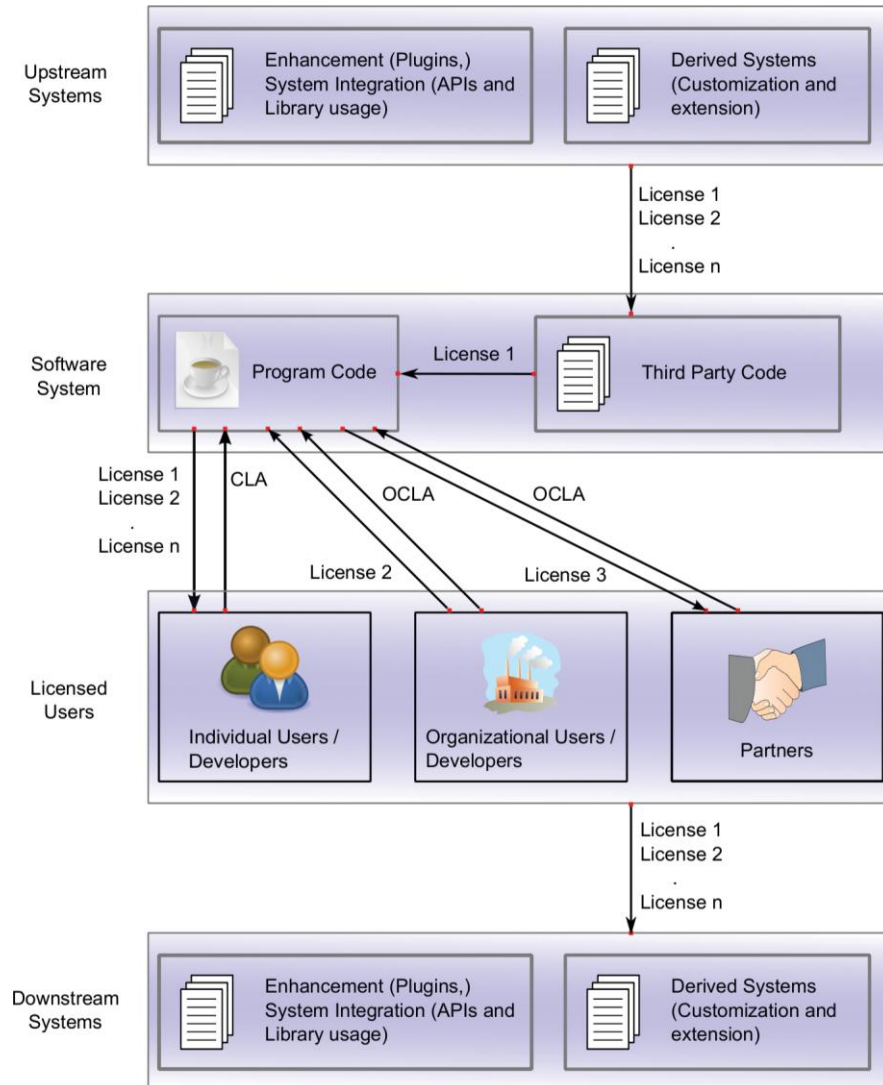 Upstream
Systems
Enhancement (Plugins,)
System Integration (APIs and
Library usage)
Derived Systems
(Customization and
extension)
License 1
License 2
.
License n
Software
System
Program Code
License 1
Third Party Code
License 1
License 2
.
License n
CLA
License 2
OCLA
License 3
OCLA
Licensed
Users
Individual Users /
Developers
Organizational Users /
Developers
Partners
License 1
License 2
.
License n
Downstream
Systems
Enhancement (Plugins,)
System Integration (APIs and
Library usage)
Derived Systems
(Customization and
extension)